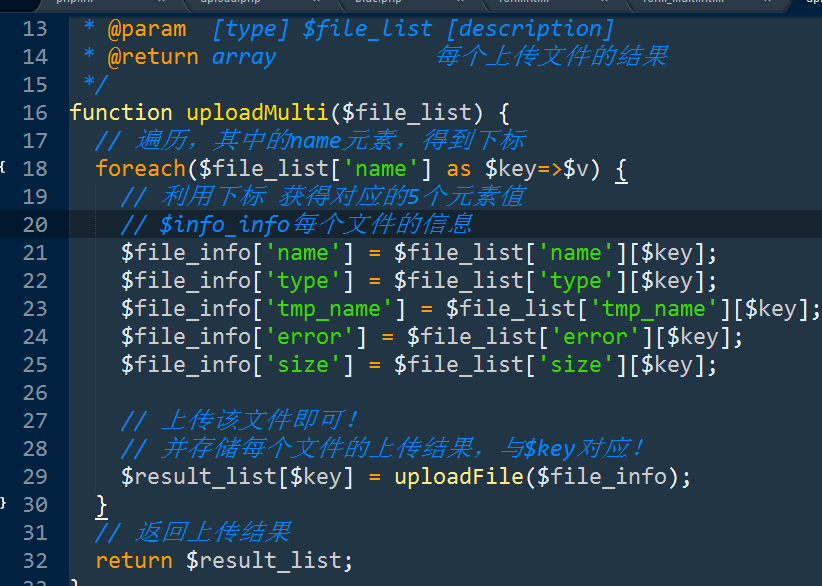 13 * @param [type] $file_list [description]
14 * @return array 每个上传文件的结果
15 */
16 function uploadMulti($file_list) {
17 // 遍历，其中的name元素，得到下标
18 foreach($file_list['name'] as $key=>$v) {
19 // 利用下标 获得对应的5个元素值
20 // $info_info每个文件的信息
21 $file_info['name'] = $file_list['name'][$key];
22 $file_info['type'] = $file_list['type'][$key];
23 $file_info['tmp_name'] = $file_list['tmp_name'][$key];
24 $file_info['error'] = $file_list['error'][$key];
25 $file_info['size'] = $file_list['size'][$key];
26
27 // 上传该文件即可！
28 // 并存储每个文件的上传结果，与$key对应！
29 $result_list[$key] = uploadFile($file_info);
30 }
31 // 返回上传结果
32 return $result_list;